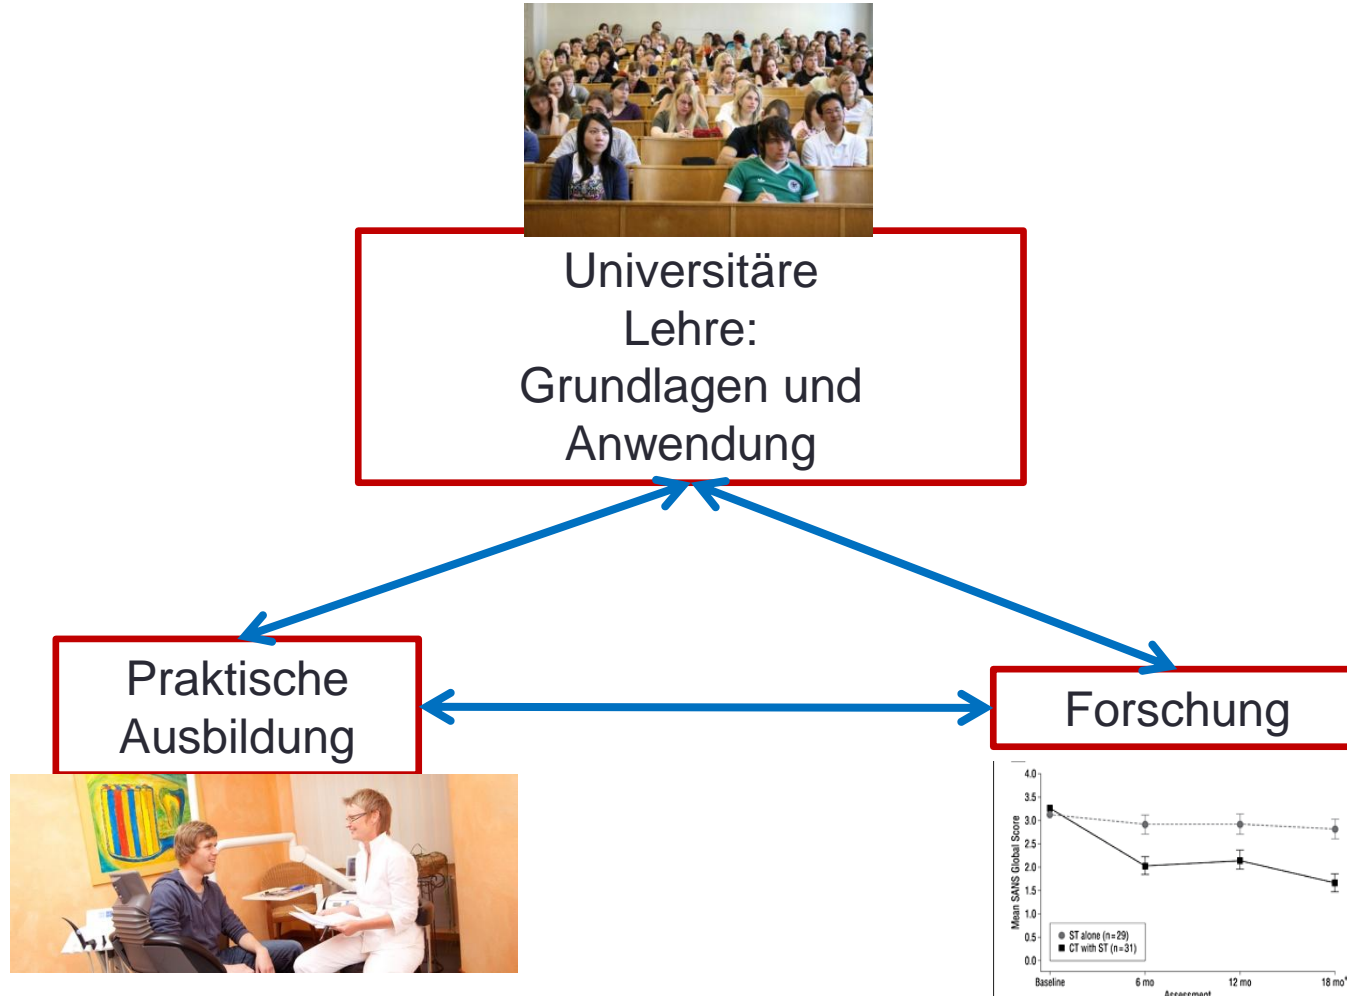 Universitäre
Lehre:
Grundlagen und
Anwendung
Praktische
Ausbildung
Forschung
Mean SANS Global Score
4.0
3.5
3.0
2.5
2.0
1.5
1.0
0.5
0.0
ST alone (n=29)
CT with ST (n=31)
Baseline
6 mo
12 mo
18 mo*
Assessment